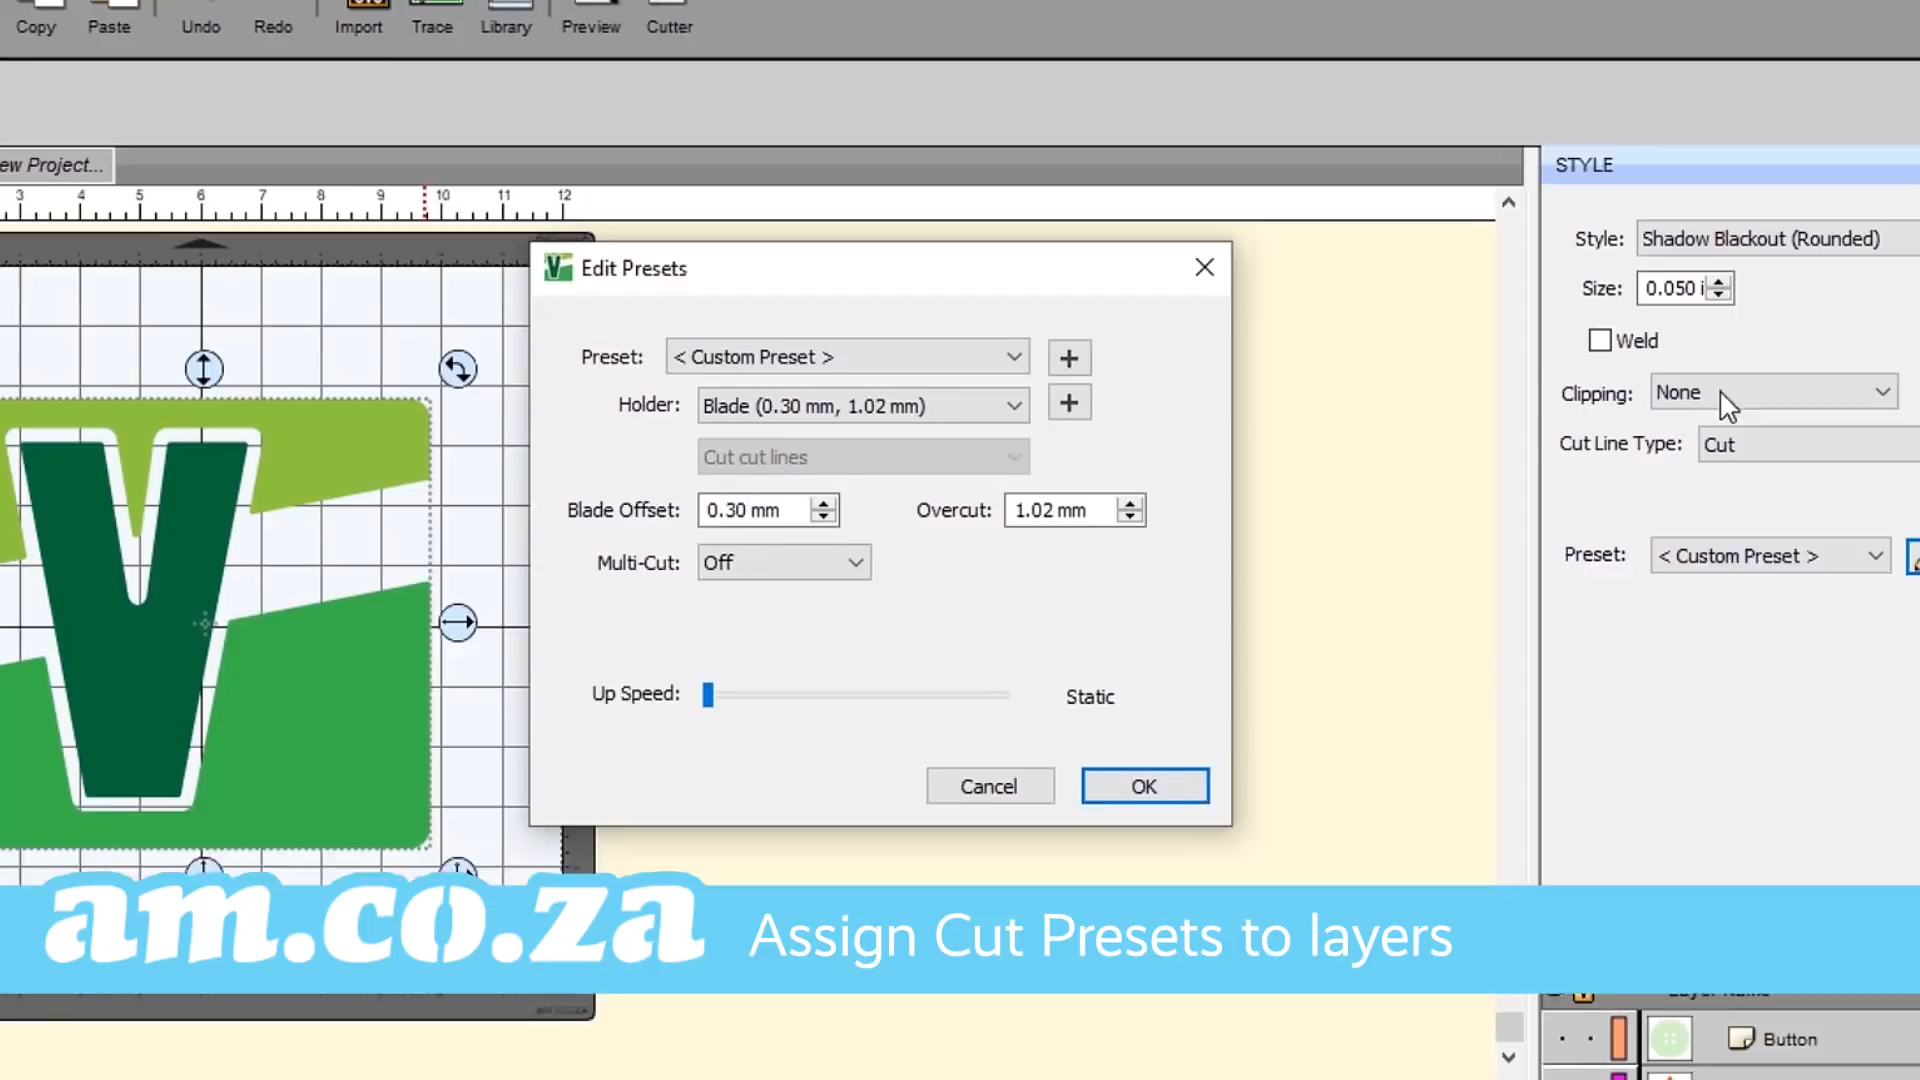 Copy Paste Undo Redo Import Trace Library Preview Cutter
ew Project...
3 4 5 6 7 8 9 10 11 12
STYLE
Style: Shadow Blackout (Rounded)
Size: 0.050 i
Weld
Clipping: None
Cut Line Type: Cut
Preset: < Custom Preset >
Edit Presets
Preset: < Custom Preset >
Holder: Blade (0.30 mm, 1.02 mm)
Cut cut lines
Blade Offset: 0.30 mm Overcut: 1.02 mm
Multi-Cut: Off
Up Speed: Static
Cancel OK
V
am.co.za Assign Cut Presets to layers
Layer Name
Button